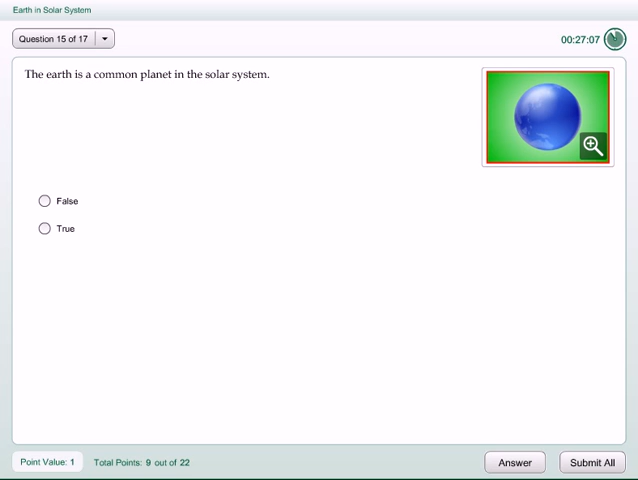 Earth in Solar System
Question 15 of 17
00:27:07
The earth is a common planet in the solar system.
False
True
Point Value: 1
Total Points: 9 out of 22
Answer
Submit All